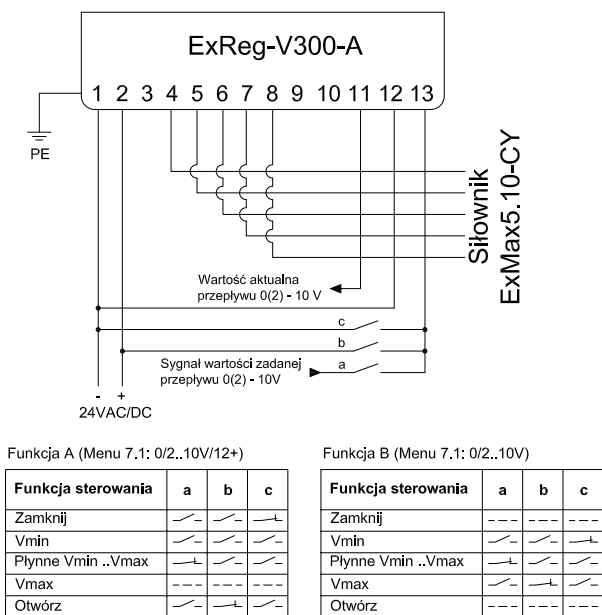 ExReg-V300-A
1 2 3 4 5 6 7 8 9 10 11 12 13
PE
Siłownik
ExMax5.10-CY
Wartość aktualna
przepływu 0(2) - 10 V
c
b
Sygnał wartości zadanej
przepływu 0(2) - 10V
a
- +
24VAC/DC
Funkcja A (Menu 7.1: 0/2..10V/12+)
Funkcja sterowania a b c
Zamknij
Vmin
Płynne Vmin ..Vmax
Vmax
Otwórz
Funkcja B (Menu 7.1: 0/2..10V)
Funkcja sterowania a b c
Zamknij
Vmin
Płynne Vmin ..Vmax
Vmax
Otwórz